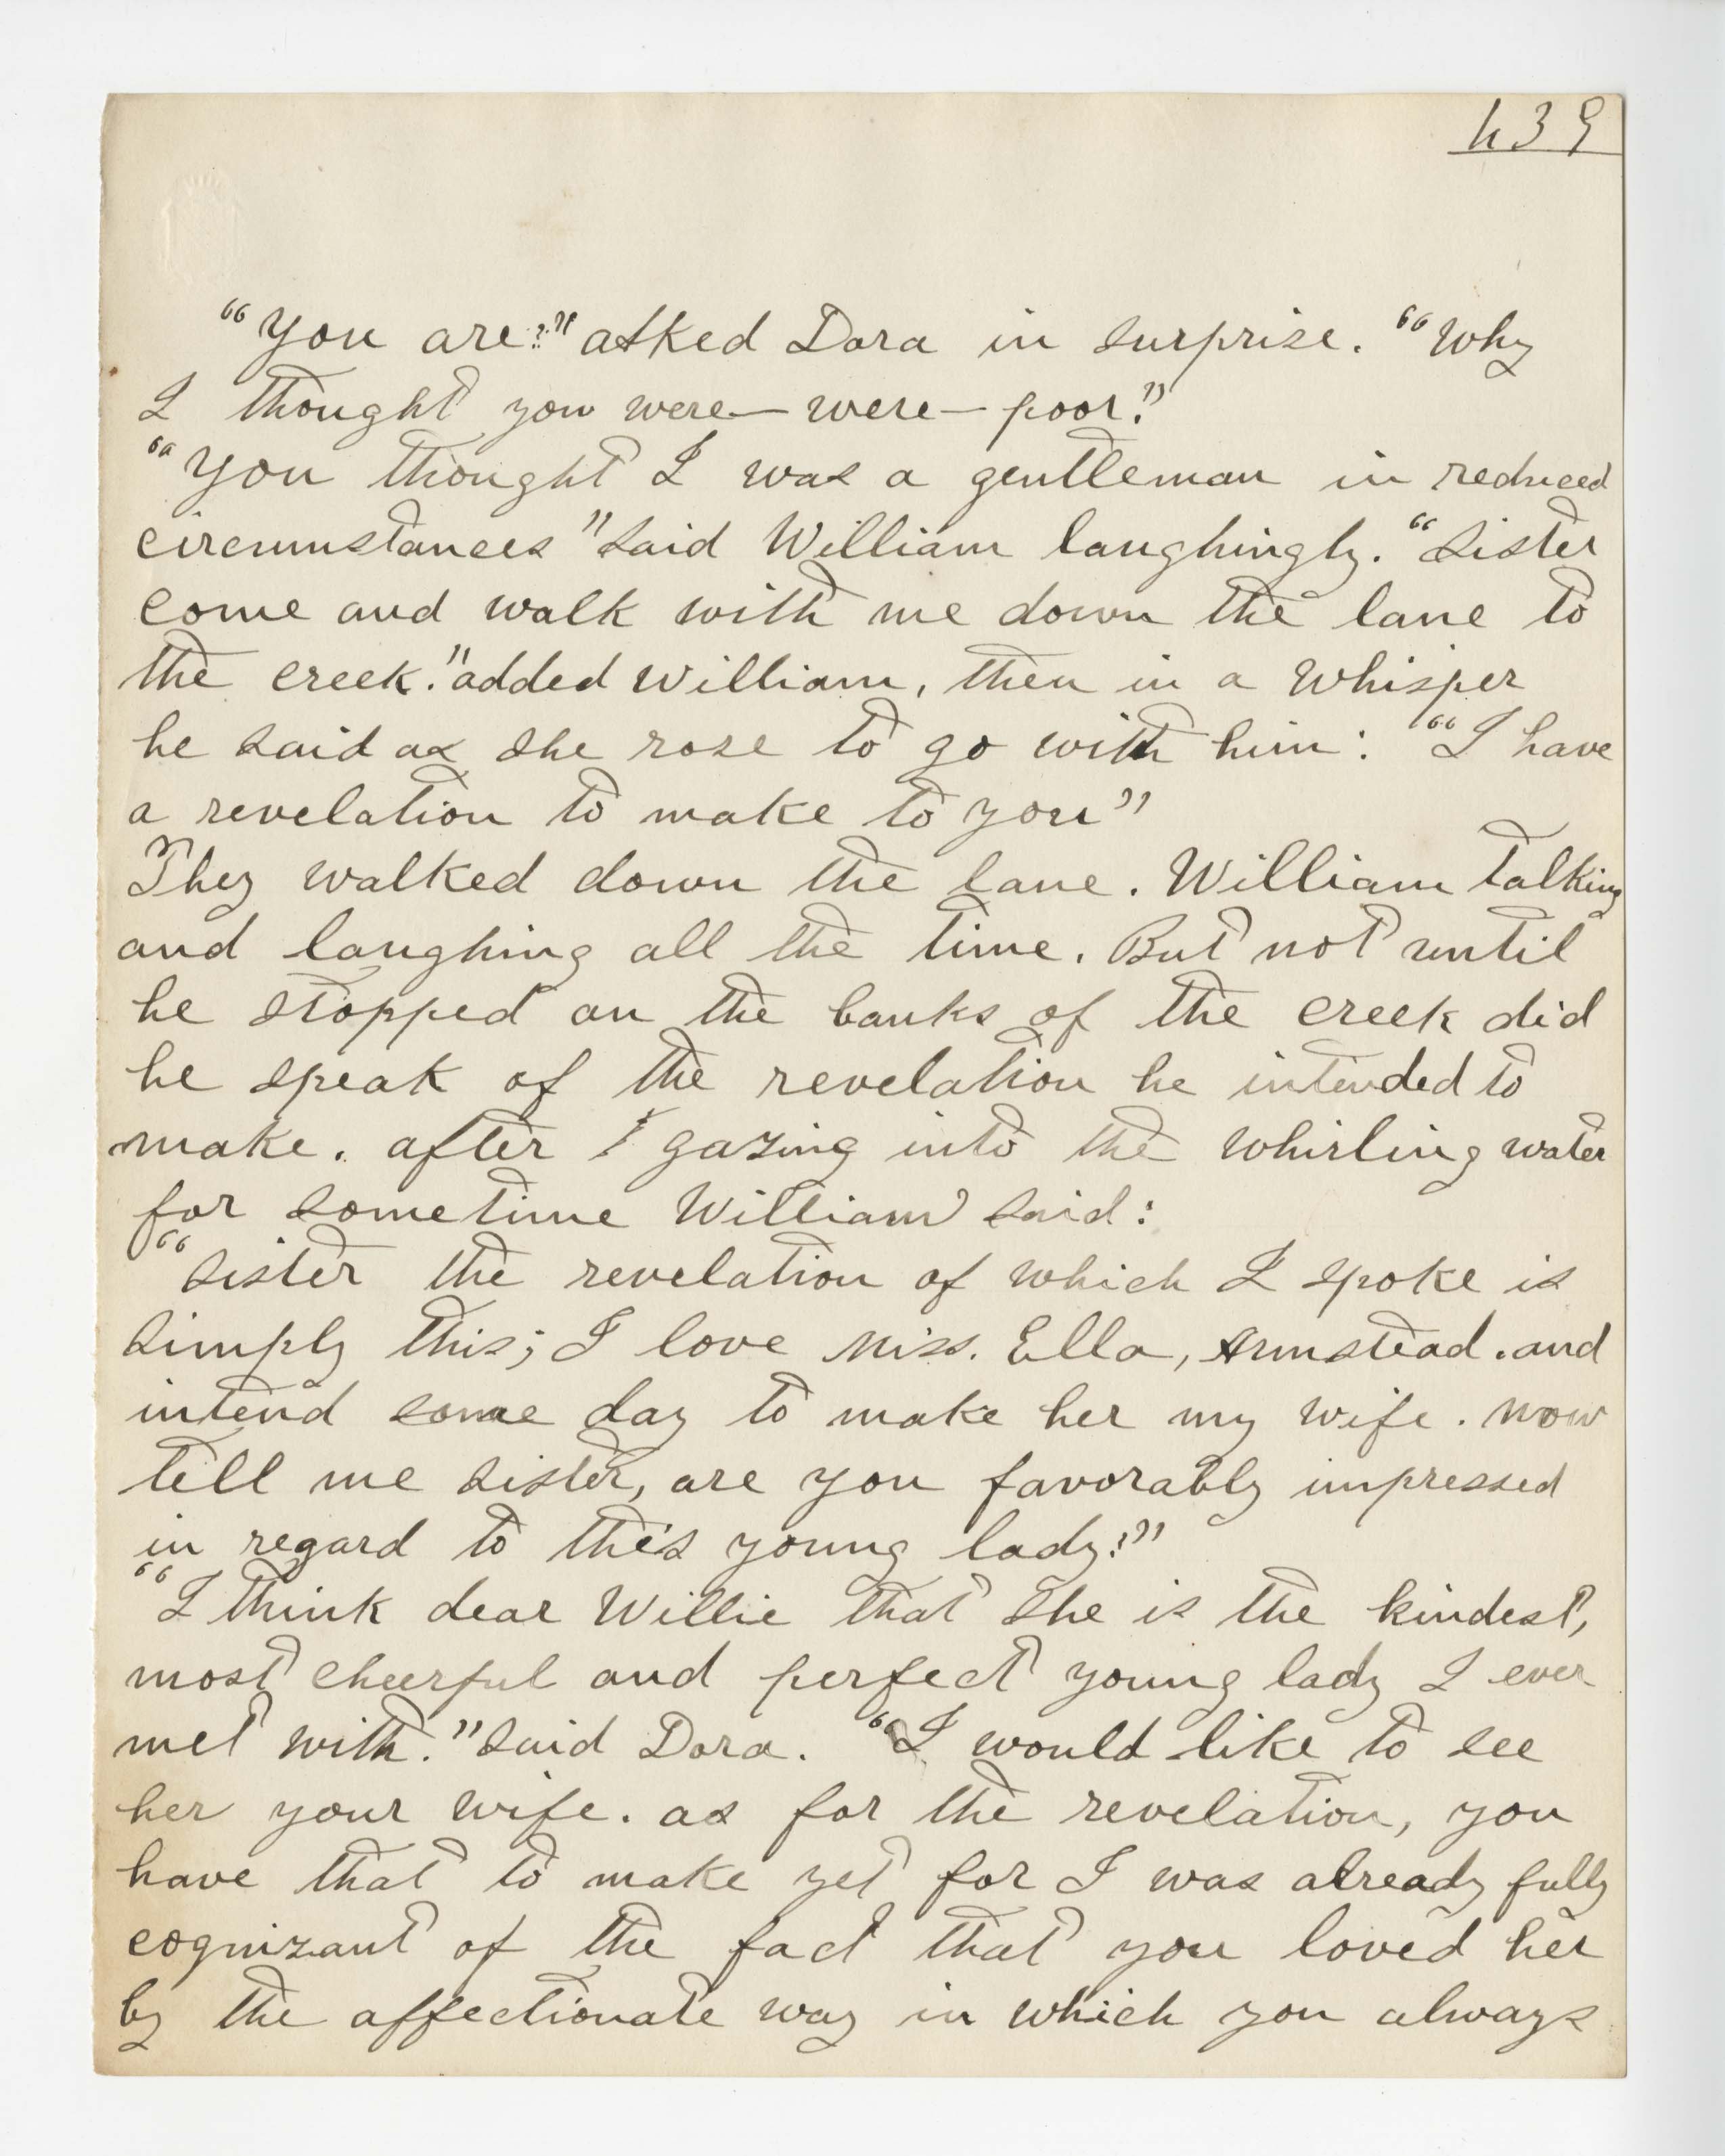 439
"You are?" asked Dora in surprise. "Why
I thought you were— were— poor?"
"You thought I was a gentleman in reduced
circumstances" said William laughingly. "Sister
come and walk with me down the lane to
the creek." added William, then in a whisper
he said as she rose to go with him: "I have
a revelation to make to you"
They walked down the lane. William talking
and laughing all the time. But not until
he stopped on the banks of the creek did
he speak of the revelation he intended to
make. after gazing into the whirling water
for sometime William said:
"Sister the revelation of which I spoke is
simply this; I love Miss. Ella, Armstead. and
intend some day to make her my wife. Now
tell me sister, are you favorably impressed
in regard to this young lady?"
"I think dear Willie that she is the kindest,
most cheerful and perfect young lady I ever
met with." said Dora. "I would like to see
her your wife. as for the revelation, you
have that to make yet for I was already fully
cognizant of the fact that you loved her
by the affectionate way in which you always